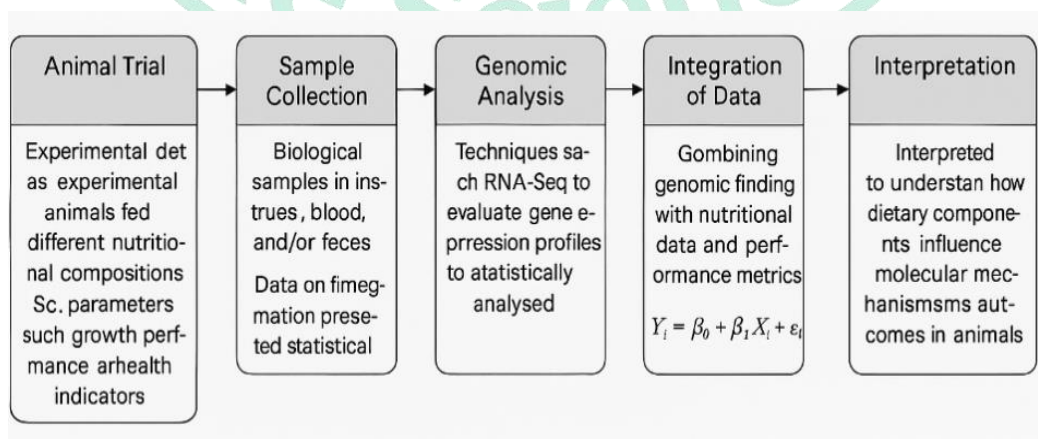 Animal Trial
Experimental det
as experimental
animals fed
different nutritio-
nal compositions
Sc. parameters
such growth perf-
mance arhealth
indicators
Sample
Collection
Biological
samples in ins-
trues, blood,
and/or feces
Data on fimeg-
mation prese-
ted statistical
Genomic
Analysis
Techniques sa-
ch RNA-Seq to
evaluate gene e-
prression profiles
to atatistically
analysed
Integration
of Data
Gombining
genomic finding
with nutritional
data and perf-
ormance metrics
Yᵢ = β₀ + β₁Xᵢ + εᵢ
Interpretation
Interpreted
to understan how
dietary compone-
nts influence
molecular mec-
hanismsms aut-
comes in animals